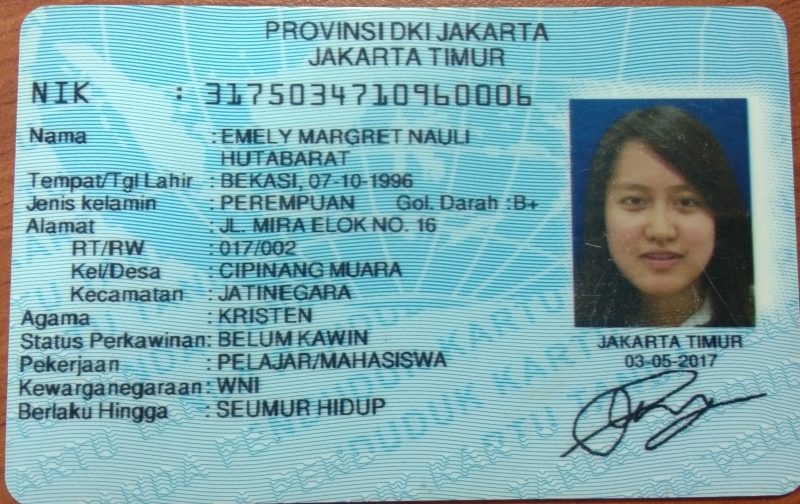 PROVINSI DKI JAKARTA
JAKARTA TIMUR
NIK : 3175034710960006
Nama : EMELY MARGRET NAULI
HUTABARAT
Tempat/Tgl Lahir : BEKASI, 07-10-1996
Jenis kelamin : PEREMPUAN Gol. Darah :B+
Alamat : JL. MIRA ELOK NO. 16
RT/RW : 017/002
Kel/Desa : CIPINANG MUARA
Kecamatan : JATINEGARA
Agama : KRISTEN
Status Perkawinan: BELUM KAWIN
Pekerjaan : PELAJAR/MAHASISWA
Kewarganegaraan: WNI
Berlaku Hingga : SEUMUR HIDUP
JAKARTA TIMUR
03-05-2017